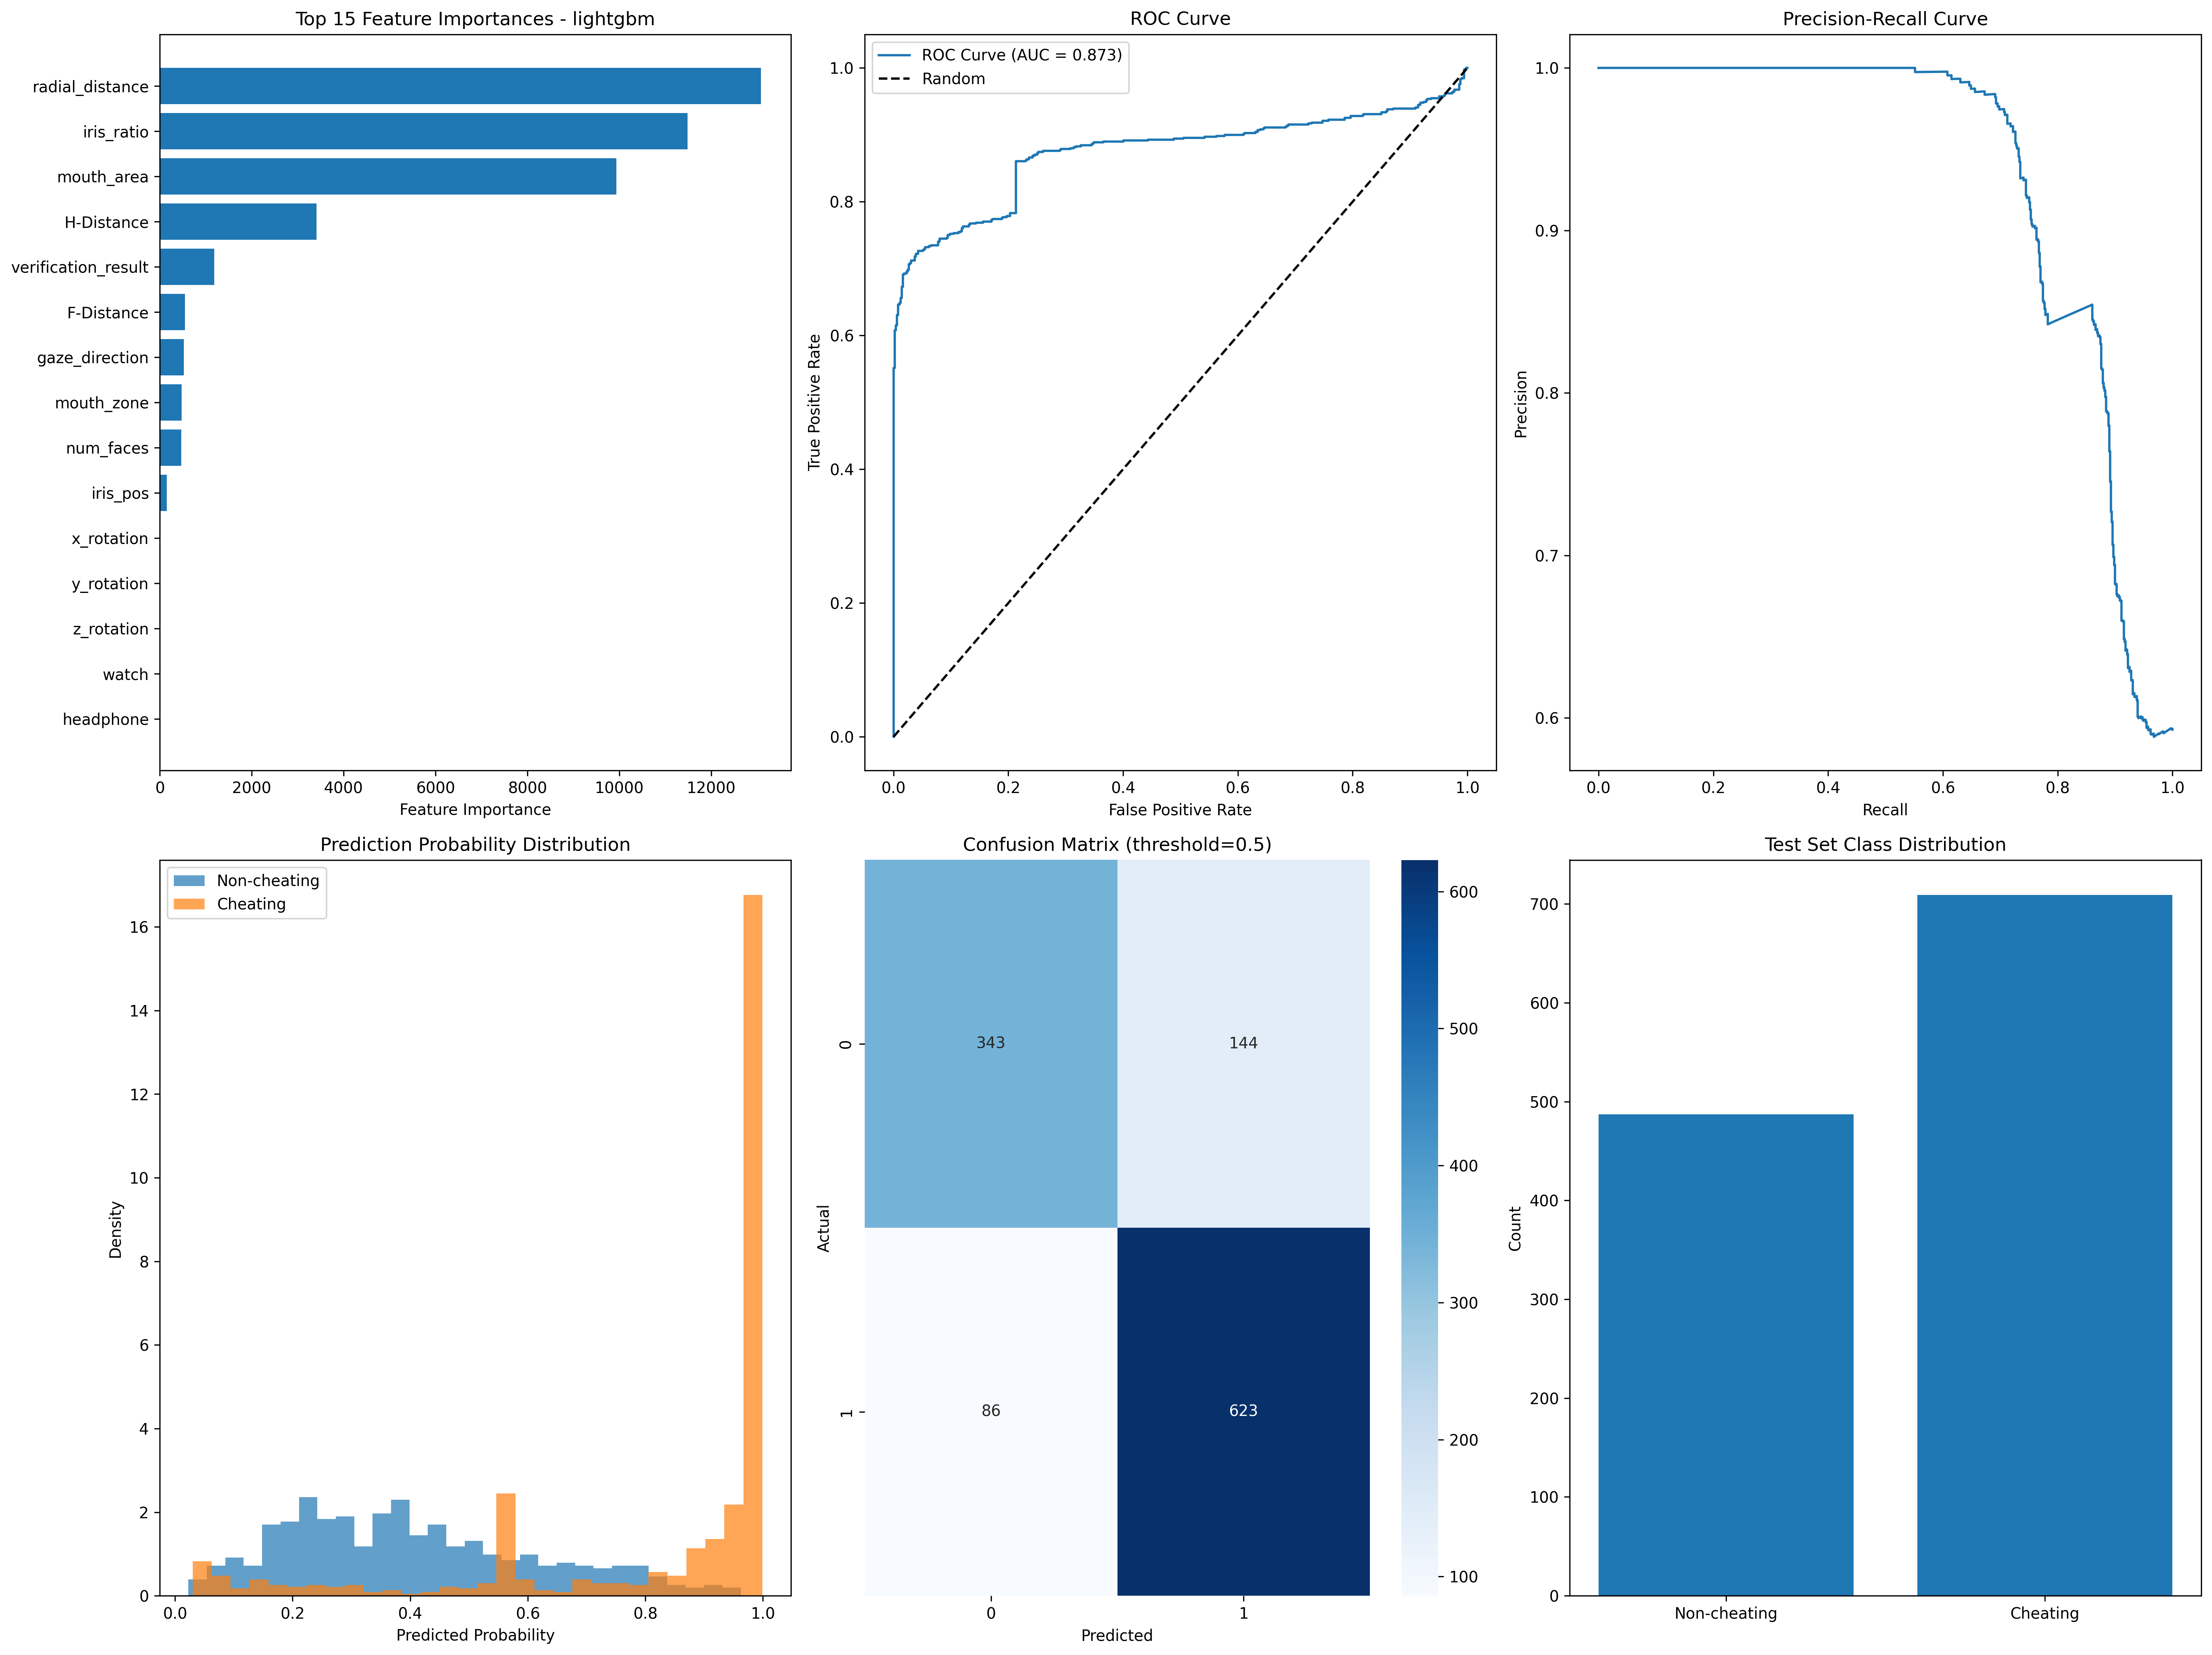 Top 15 Feature Importances - lightgbm
radial_distance
iris_ratio
mouth_area
H-Distance
verification_result
F-Distance
gaze_direction
mouth_zone
num_faces
iris_pos
x_rotation
y_rotation
z_rotation
watch
headphone
0 2000 4000 6000 8000 10000 12000
Feature Importance
ROC Curve
ROC Curve (AUC = 0.873)
Random
True Positive Rate
1.0
0.8
0.6
0.4
0.2
0.0
0.0 0.2 0.4 0.6 0.8 1.0
False Positive Rate
Precision-Recall Curve
Precision
1.0
0.9
0.8
0.7
0.6
0.0 0.2 0.4 0.6 0.8 1.0
Recall
Prediction Probability Distribution
Non-cheating
Cheating
Density
16
14
12
10
8
6
4
2
0
0.0 0.2 0.4 0.6 0.8 1.0
Predicted Probability
Confusion Matrix (threshold=0.5)
Actual
0
343 144
1
86 623
0 1
Predicted
600
500
400
300
200
100
Test Set Class Distribution
Count
700
600
500
400
300
200
100
0
Non-cheating Cheating